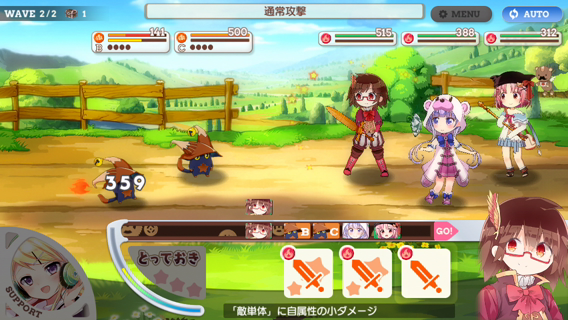 WAVE 2/2 1
通常攻撃
MENU
AUTO
141
B
500
C
515
388
312
359
B C GO!
とっておき
SUPPORT
「敵単体」に自属性の小ダメージ